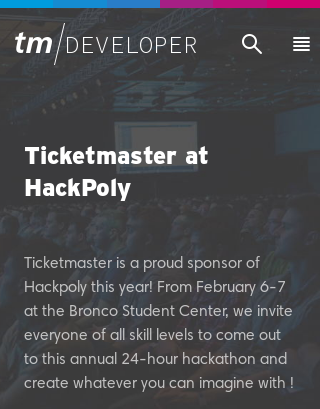 tm/DEVELOPER
Ticketmaster at
HackPoly
Ticketmaster is a proud sponsor of
Hackpoly this year! From February 6-7
at the Bronco Student Center, we invite
everyone of all skill levels to come out
to this annual 24-hour hackathon and
create whatever you can imagine with !